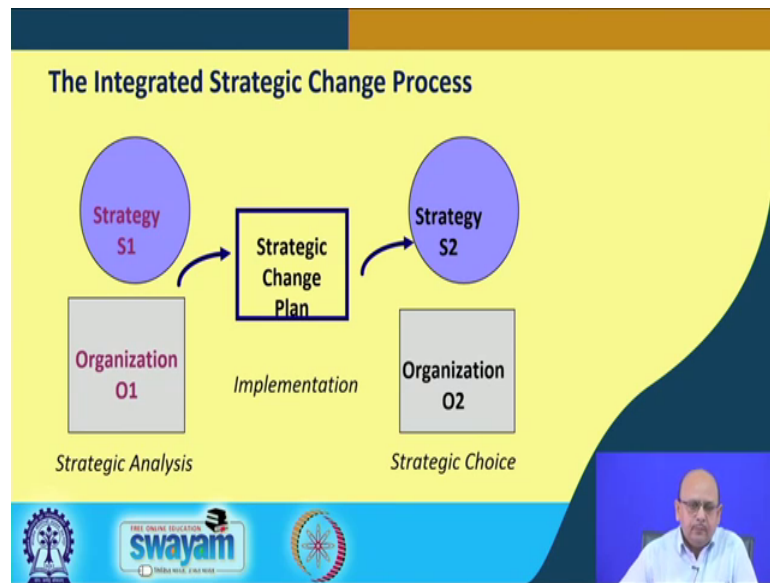 The Integrated Strategic Change Process
Strategy
S1
Strategic
Change
Plan
Strategy
S2
Organization
O1
Implementation
Organization
O2
Strategic Analysis
Strategic Choice
FREE ONLINE EDUCATION
swayam